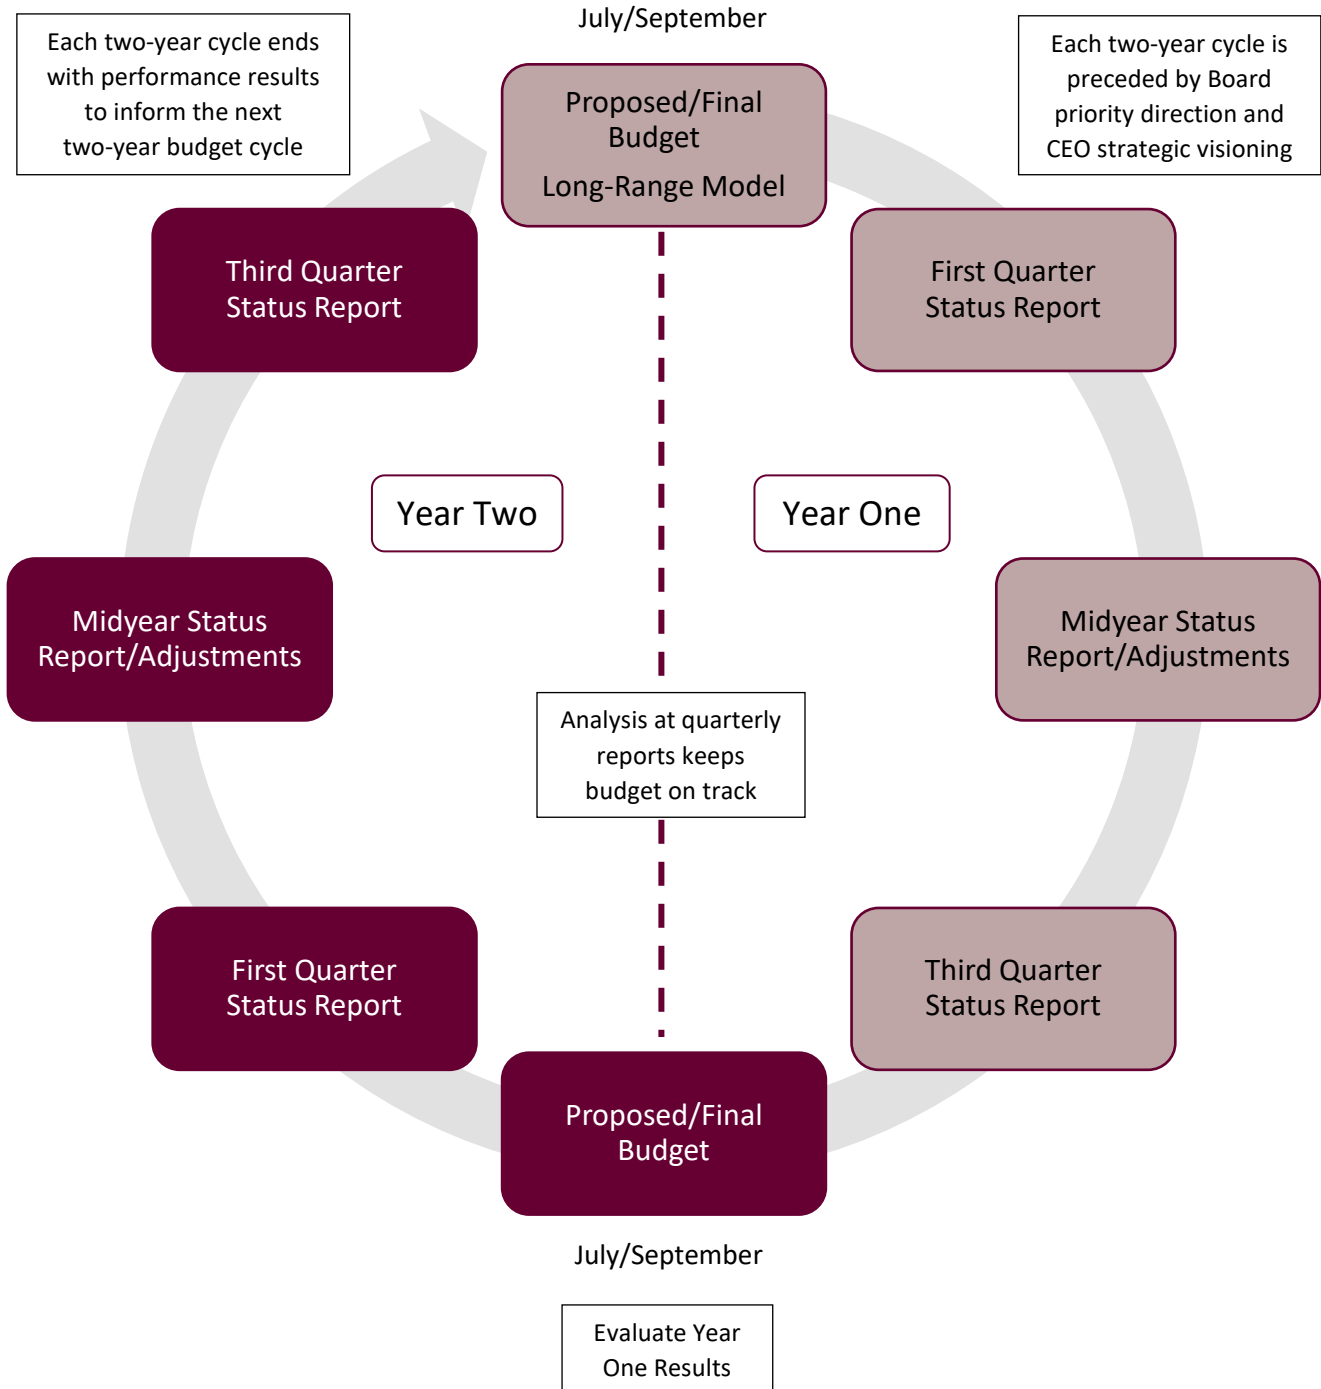 July/September
Each two-year cycle ends
with performance results
to inform the next
two-year budget cycle
Each two-year cycle is
preceded by Board
priority direction and
CEO strategic visioning
Proposed/Final
Budget
Long-Range Model
Third Quarter
Status Report
First Quarter
Status Report
Year Two
Year One
Midyear Status
Report/Adjustments
Midyear Status
Report/Adjustments
Analysis at quarterly
reports keeps
budget on track
First Quarter
Status Report
Third Quarter
Status Report
Proposed/Final
Budget
July/September
Evaluate Year
One Results